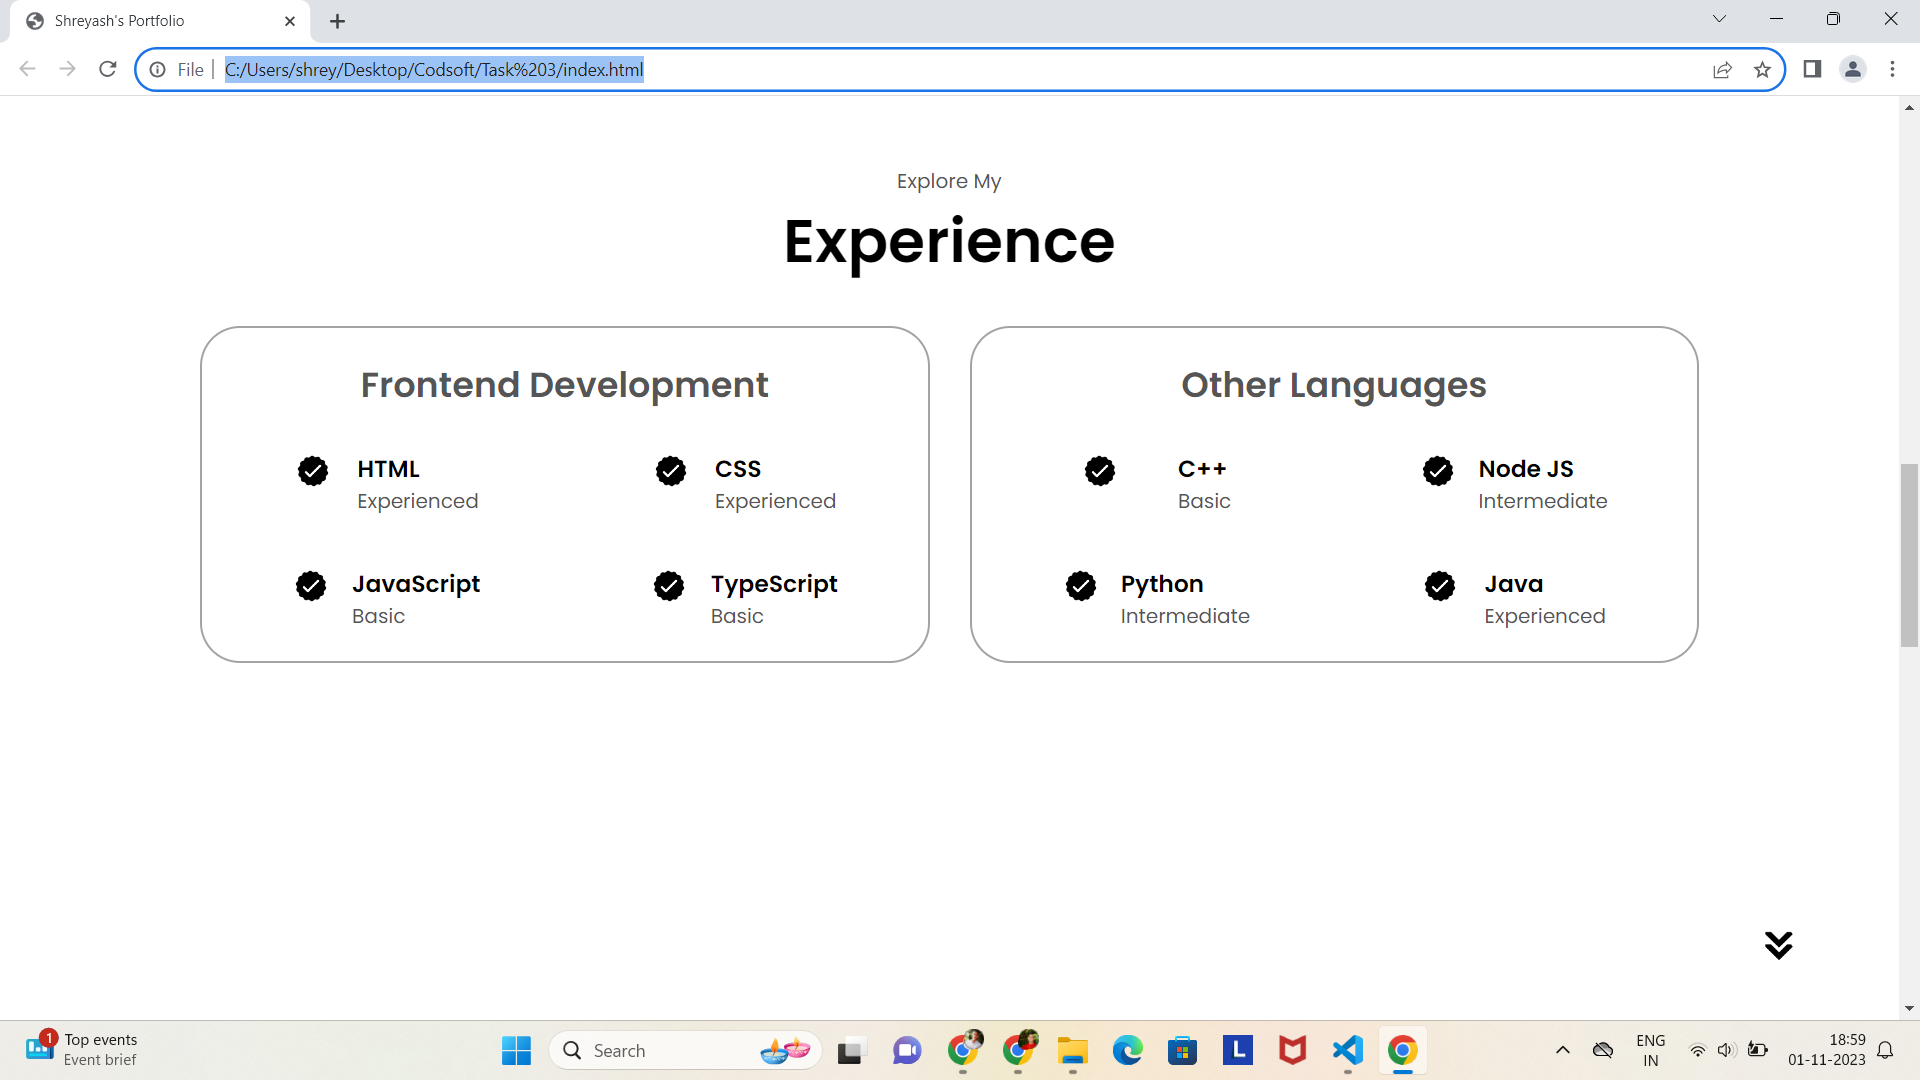 Shreyash's Portfolio
File | C:/Users/shrey/Desktop/Codsoft/Task%203/index.html
Explore My
Experience
Frontend Development
HTML
Experienced
CSS
Experienced
JavaScript
Basic
TypeScript
Basic
Other Languages
C++
Basic
Node JS
Intermediate
Python
Intermediate
Java
Experienced
1
Top events
Event brief
Search
L
ENG
IN
18:59
01-11-2023